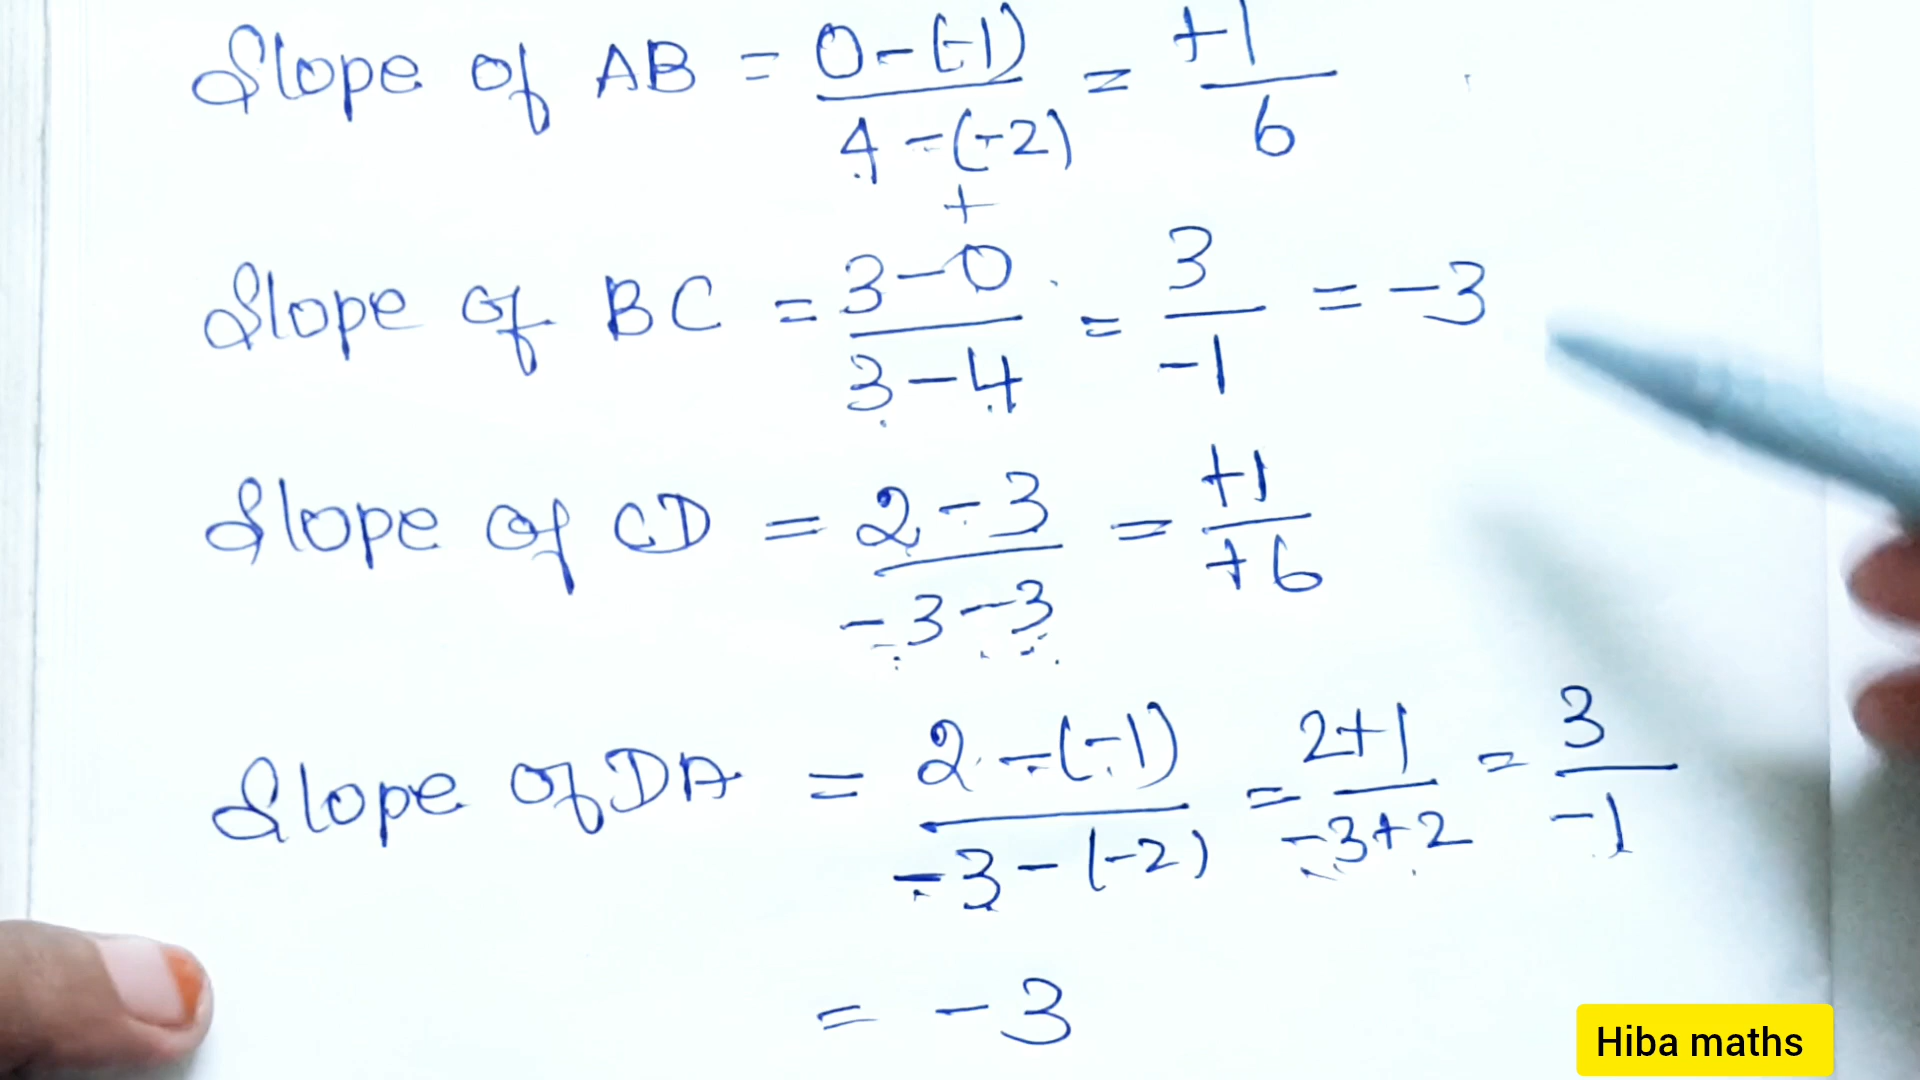 Slope of AB = 0-(-1)/4-(-2) = +1/6
+
Slope of BC = 3-0/3-4 = 3/-1 = -3
Slope of CD = 2-3/-3-3 = +1/+6
Slope of DA = 2-(-1)/-3-(-2) = 2+1/-3+2 = 3/-1
= -3
Hiba maths